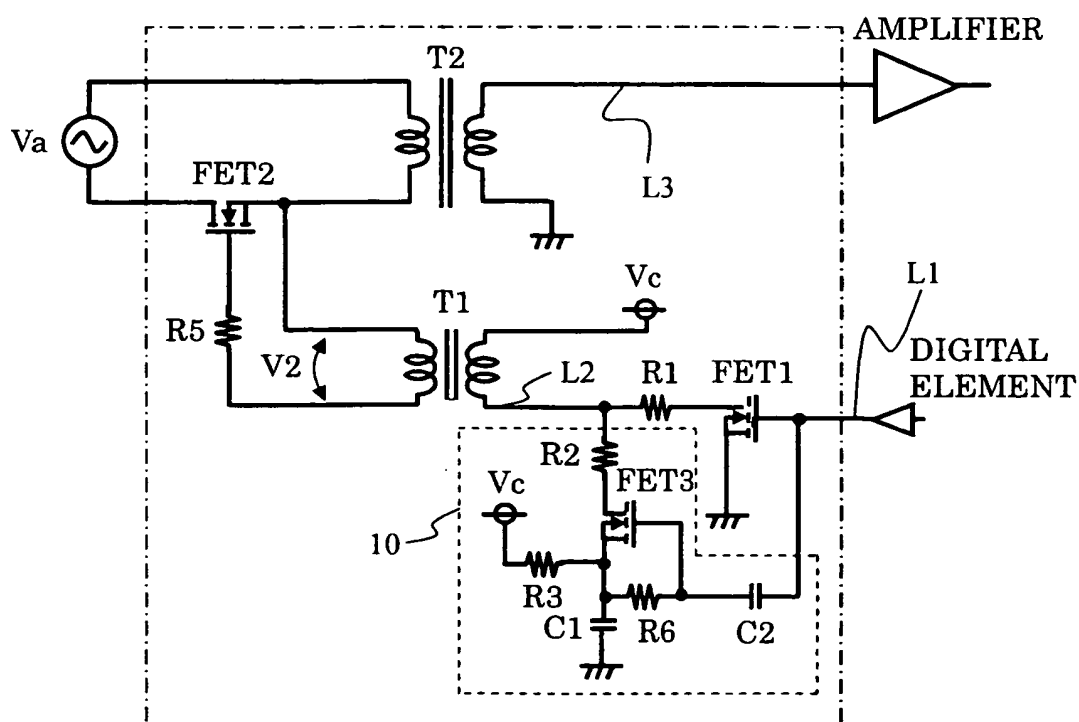 AMPLIFIER
T2
Va
FET2
L3
Vc
L1
T1
R5
DIGITAL
ELEMENT
V2
L2
R1
FET1
R2
Vc
FET3
10
R3
C1
R6
C2